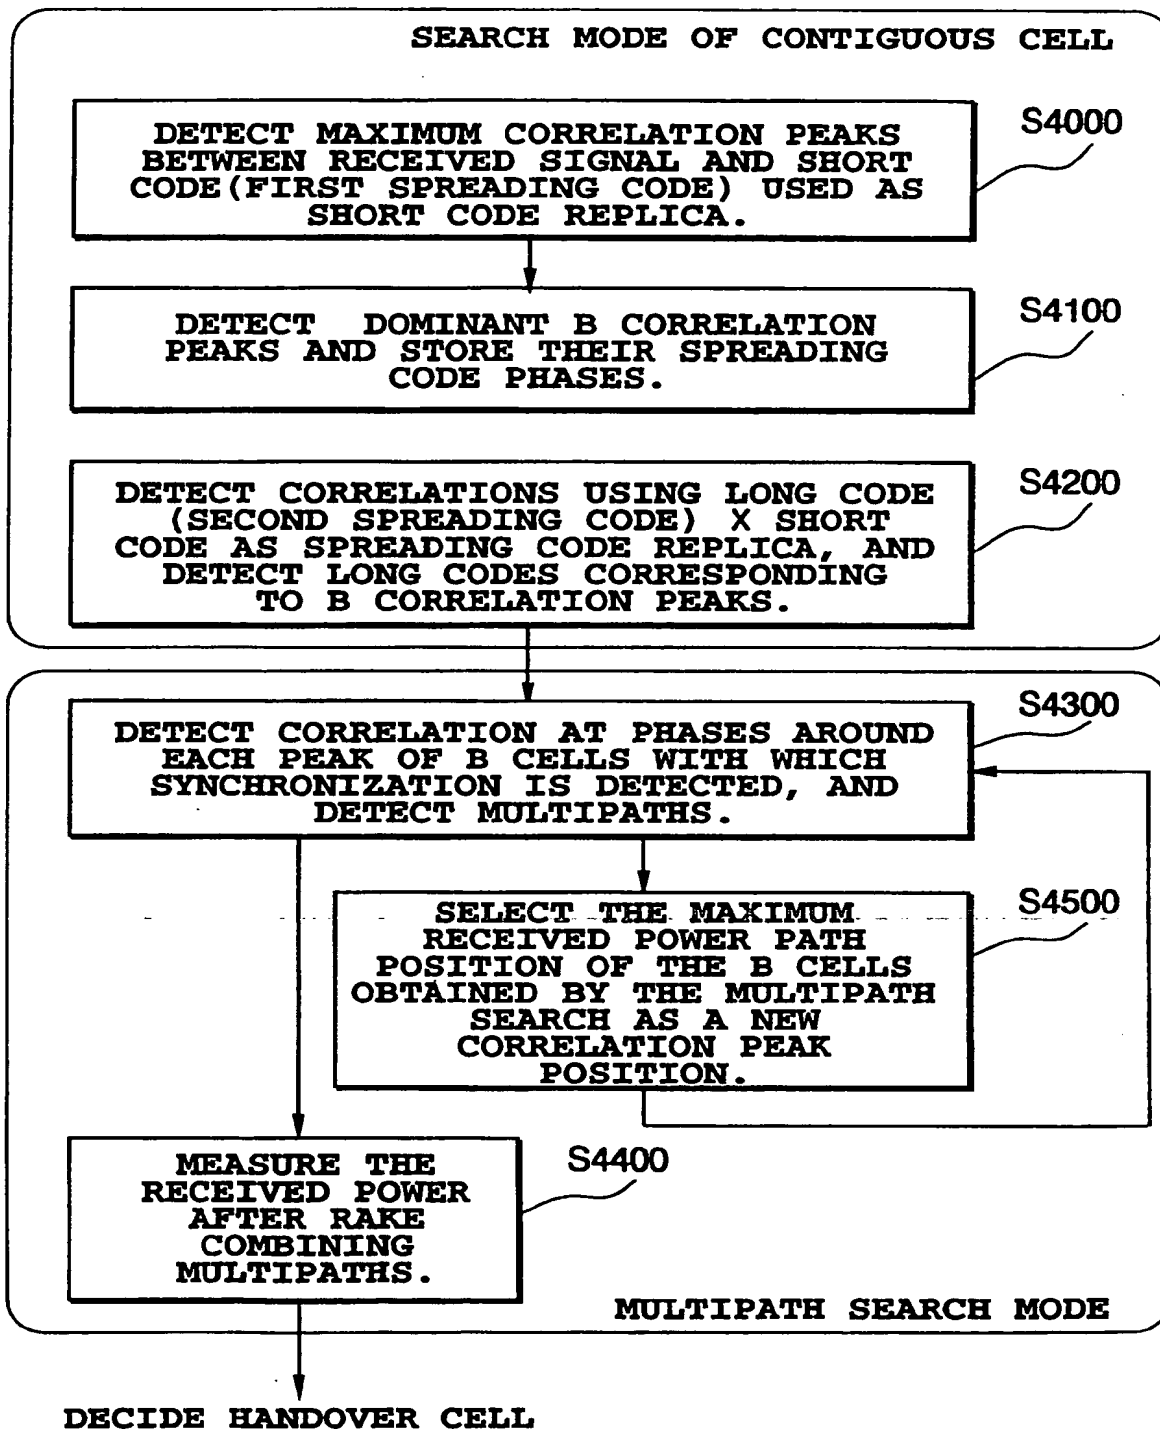 SEARCH MODE OF CONTIGUOUS CELL
S4000
DETECT MAXIMUM CORRELATION PEAKS
BETWEEN RECEIVED SIGNAL AND SHORT
CODE(FIRST SPREADING CODE) USED AS
SHORT CODE REPLICA.
S4100
DETECT DOMINANT B CORRELATION
PEAKS AND STORE THEIR SPREADING
CODE PHASES.
S4200
DETECT CORRELATIONS USING LONG CODE
(SECOND SPREADING CODE) X SHORT
CODE AS SPREADING CODE REPLICA, AND
DETECT LONG CODES CORRESPONDING
TO B CORRELATION PEAKS.
S4300
DETECT CORRELATION AT PHASES AROUND
EACH PEAK OF B CELLS WITH WHICH
SYNCHRONIZATION IS DETECTED, AND
DETECT MULTIPATHS.
S4500
SELECT THE MAXIMUM
RECEIVED POWER PATH
POSITION OF THE B CELLS
OBTAINED BY THE MULTIPATH
SEARCH AS A NEW
CORRELATION PEAK
POSITION.
S4400
MEASURE THE
RECEIVED POWER
AFTER RAKE
COMBINING
MULTIPATHS.
MULTIPATH SEARCH MODE
DECIDE HANDOVER CELL